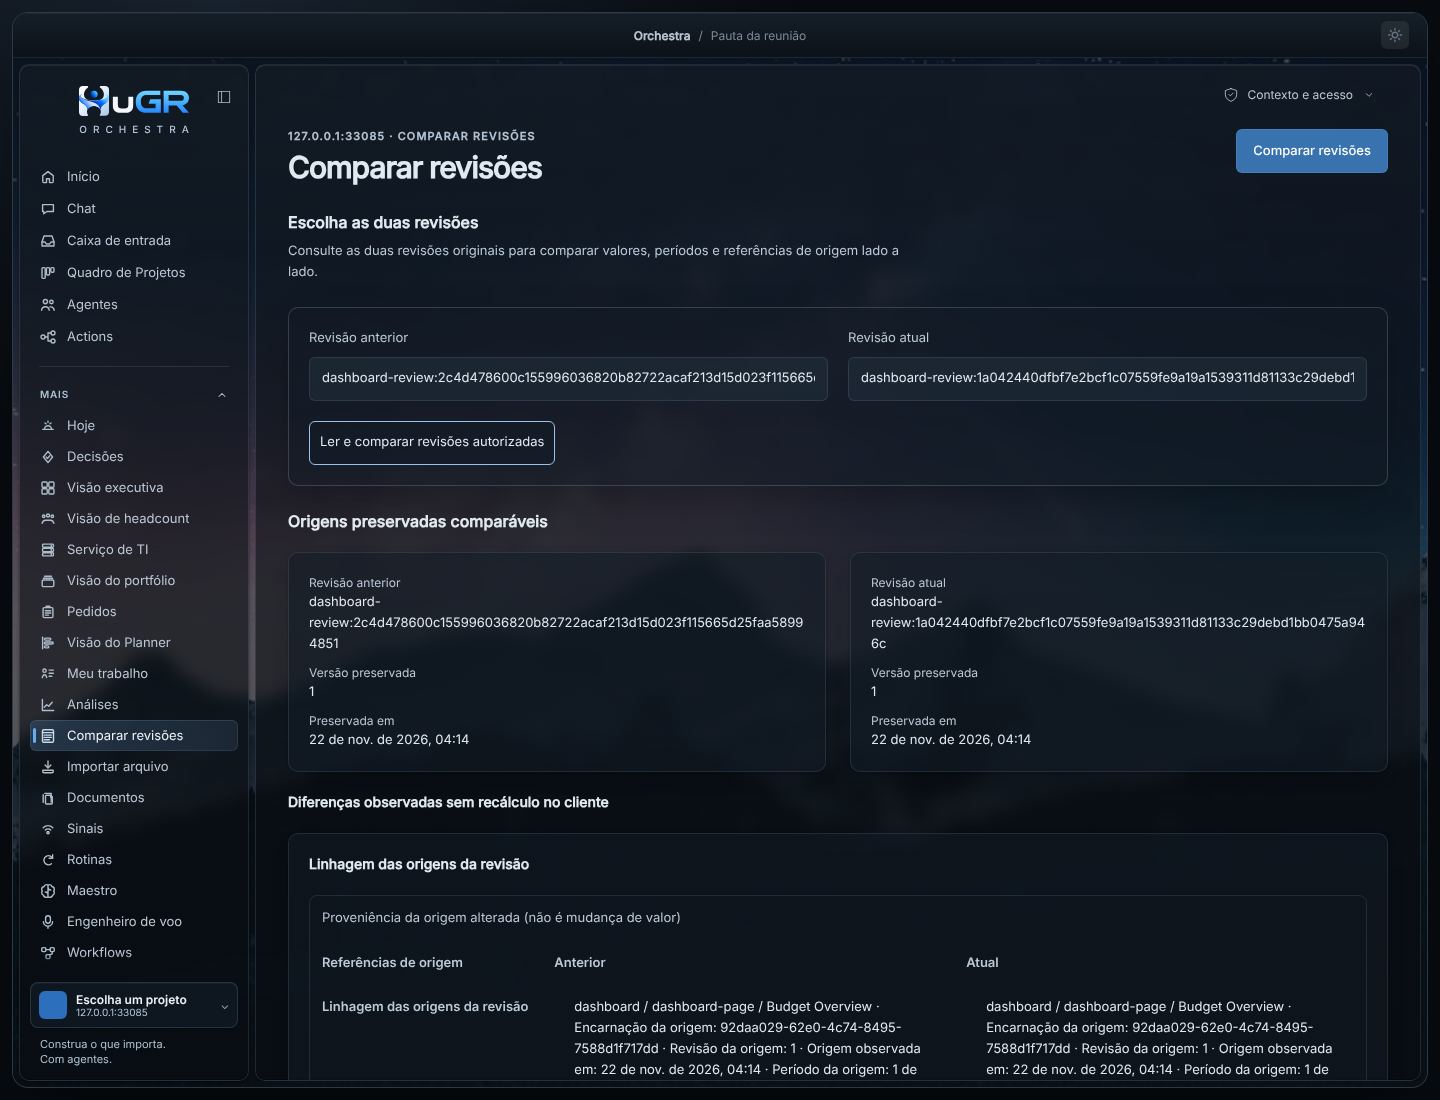 Orchestra / Pauta da reunião
HuGR
ORCHESTRA
Início
Chat
Caixa de entrada
Quadro de Projetos
Agentes
Actions
MAIS
Hoje
Decisões
Visão executiva
Visão de headcount
Serviço de TI
Visão do portfólio
Pedidos
Visão do Planner
Meu trabalho
Análises
Comparar revisões
Importar arquivo
Documentos
Sinais
Rotinas
Maestro
Engenheiro de voo
Workflows
Escolha um projeto
127.0.0.1:33085
Construa o que importa.
Com agentes.
Contexto e acesso
127.0.0.1:33085 · COMPARAR REVISÕES
Comparar revisões
Comparar revisões
Escolha as duas revisões
Consulte as duas revisões originais para comparar valores, períodos e referências de origem lado a
lado.
Revisão anterior
dashboard-review:2c4d478600c155996036820b82722acaf213d15d023f115665
Revisão atual
dashboard-review:1a042440dfbf7e2bcf1c07559fe9a19a1539311d81133c29debd1
Ler e comparar revisões autorizadas
Origens preservadas comparáveis
Revisão anterior
dashboard-
review:2c4d478600c155996036820b82722acaf213d15d023f115665d25faa5899
4851
Versão preservada
1
Preservada em
22 de nov. de 2026, 04:14
Revisão atual
dashboard-
review:1a042440dfbf7e2bcf1c07559fe9a19a1539311d81133c29debd1bb0475a94
6c
Versão preservada
1
Preservada em
22 de nov. de 2026, 04:14
Diferenças observadas sem recálculo no cliente
Linhagem das origens da revisão
Proveniência da origem alterada (não é mudança de valor)
Referências de origem Anterior Atual
Linhagem das origens da revisão
dashboard / dashboard-page / Budget Overview ·
Encarnação da origem: 92daa029-62e0-4c74-8495-
7588d1f717dd · Revisão da origem: 1 · Origem observada
em: 22 de nov. de 2026, 04:14 · Período da origem: 1 de
dashboard / dashboard-page / Budget Overview ·
Encarnação da origem: 92daa029-62e0-4c74-8495-
7588d1f717dd · Revisão da origem: 1 · Origem observada
em: 22 de nov. de 2026, 04:14 · Período da origem: 1 de